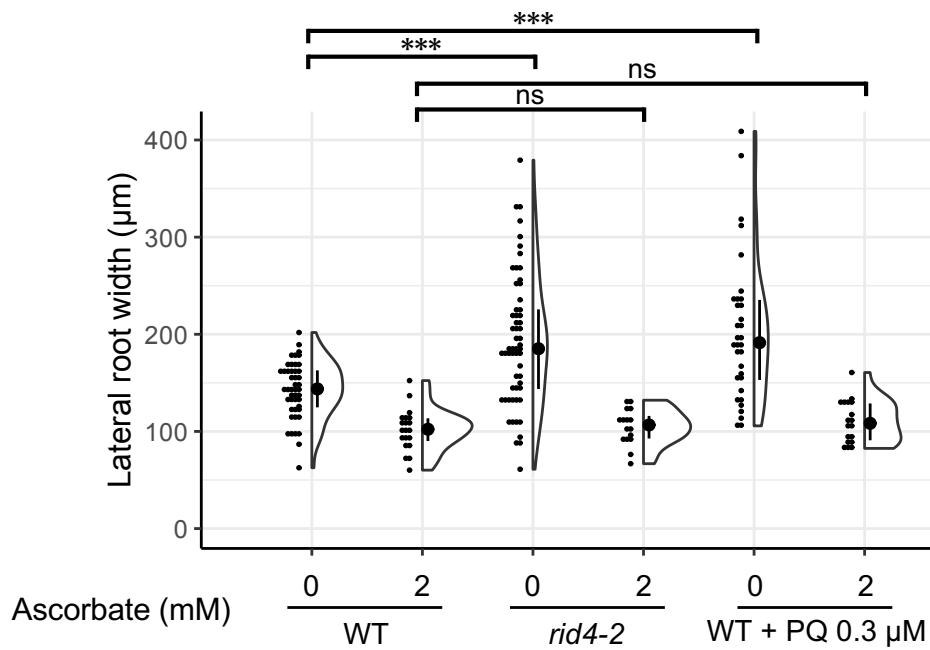 ***
***
ns
ns
Lateral root width (μm)
400
300
200
100
0
Ascorbate (mM)
0 2 0 2 0 2
WT rid4-2 WT + PQ 0.3 μM